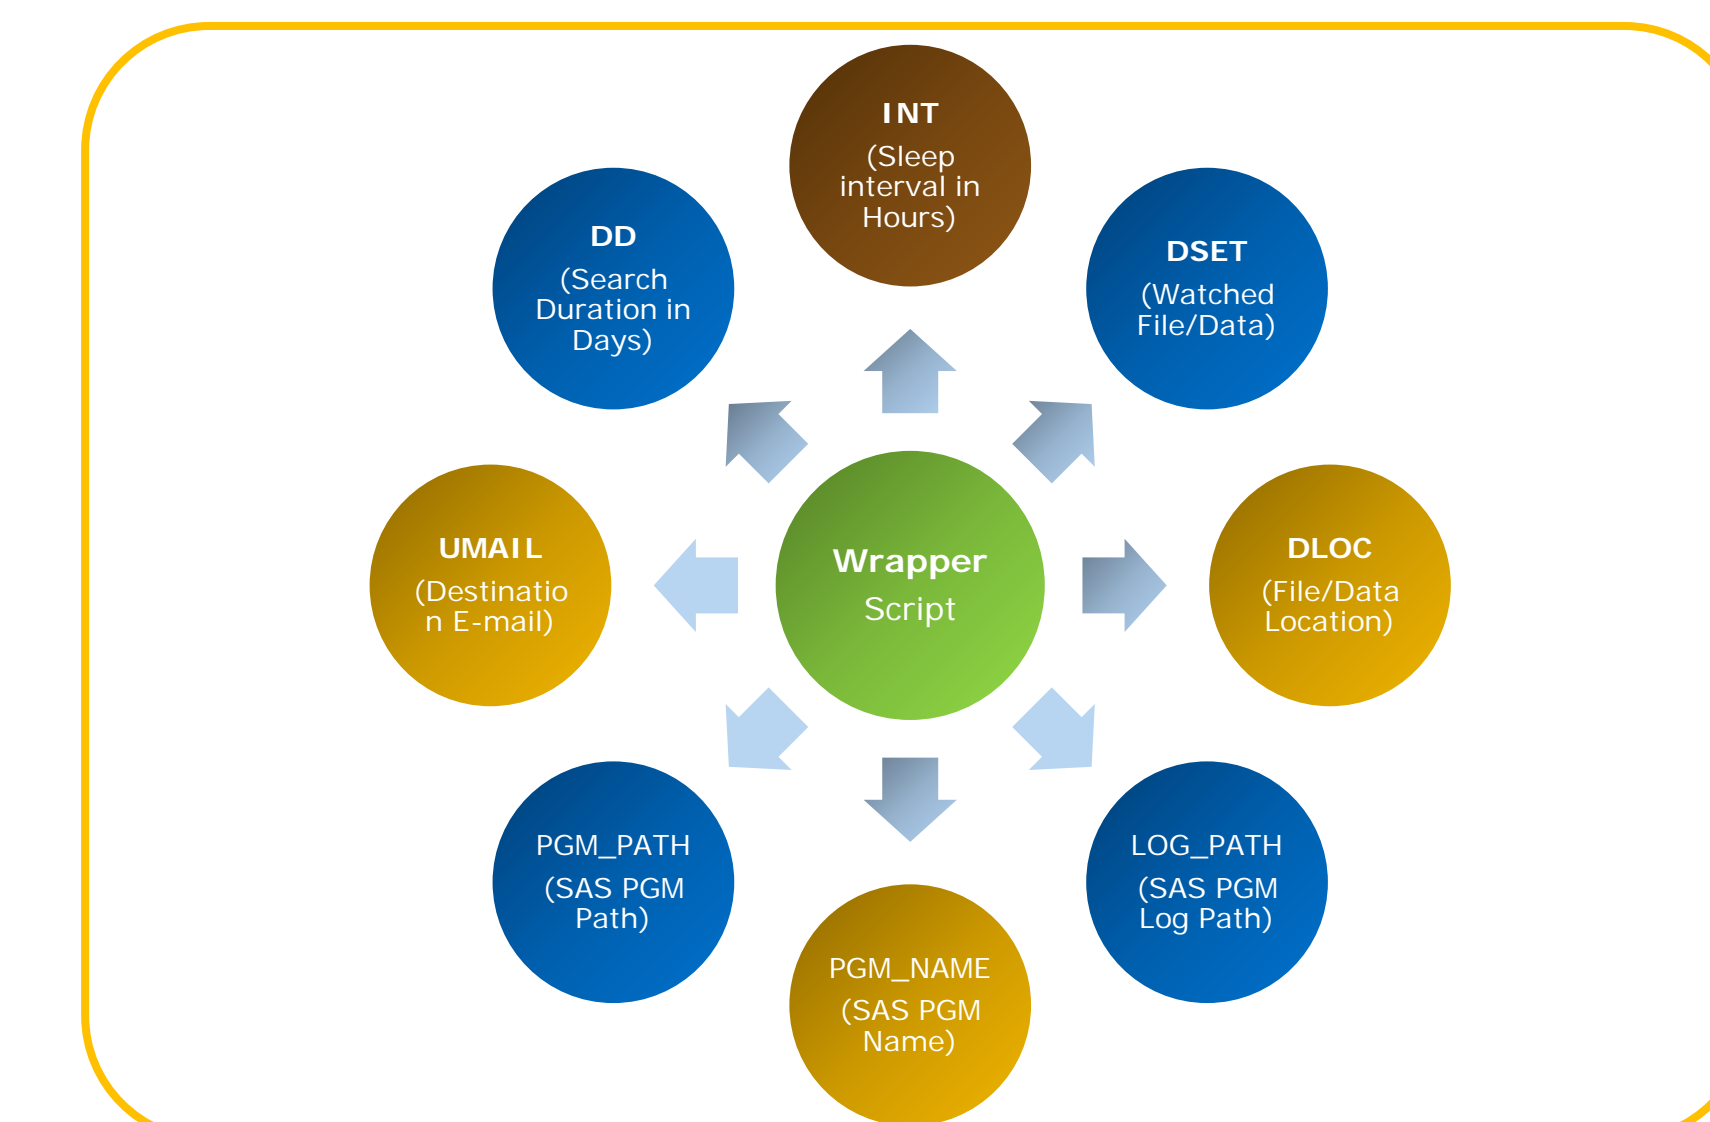 INT
(Sleep
interval in
Hours)
DD
(Search
Duration in
Days)
DSET
(Watched
File/Data)
UMAIL
(Destinatio
n E-mail)
Wrapper
Script
DLOC
(File/Data
Location)
PGM_PATH
(SAS PGM
Path)
LOG_PATH
(SAS PGM
Log Path)
PGM_NAME
(SAS PGM
Name)